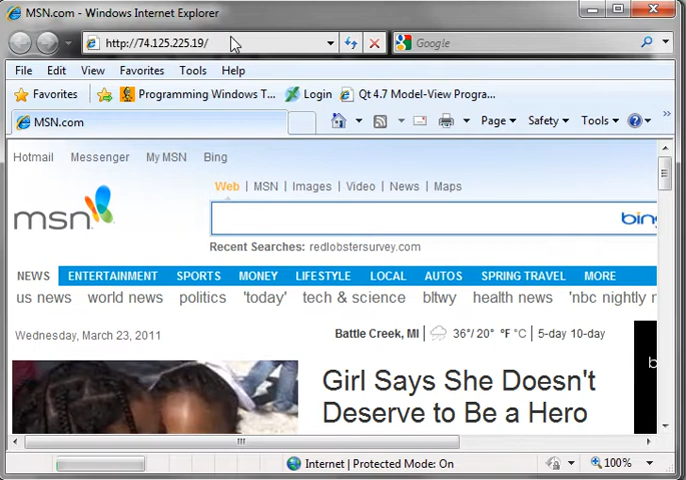 MSN.com - Windows Internet Explorer
http://74.125.225.19/
Google
File Edit View Favorites Tools Help
Favorites Programming Windows T... Login Qt 4.7 Model-View Progra...
MSN.com Page Safety Tools »
Hotmail Messenger My MSN Bing
Web | MSN | Images | Video | News | Maps
msn
bing
Recent Searches: redlobstersurvey.com
NEWS ENTERTAINMENT SPORTS MONEY LIFESTYLE LOCAL AUTOS SPRING TRAVEL MORE
us news world news politics 'today' tech & science bltwy health news 'nbc nightly n
Wednesday, March 23, 2011
Battle Creek, MI 36°/ 20° °F °C 5-day 10-day
Girl Says She Doesn't
Deserve to Be a Hero
Internet | Protected Mode: On
100%